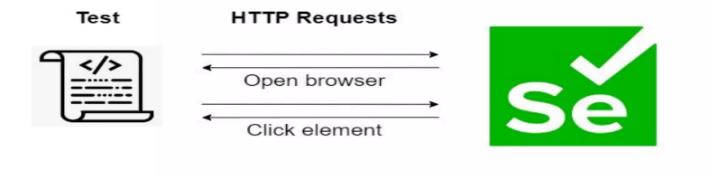 Test
HTTP Requests
</>
Open browser
Click element
Se